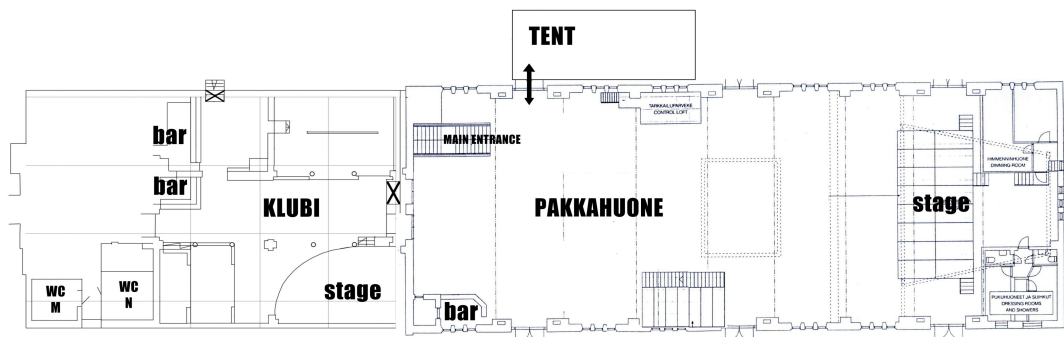 TENT
TARKKAILUPARVEKE
CONTROL LOFT
bar
MAIN ENTRANCE
HIMMENNINHUONE
DIMMING ROOM
bar
KLUBI
PAKKAHUONE
stage
WC
M
WC
N
stage
bar
PUKUHUONEET JA SUIHKUT
DRESSING ROOMS
AND SHOWERS